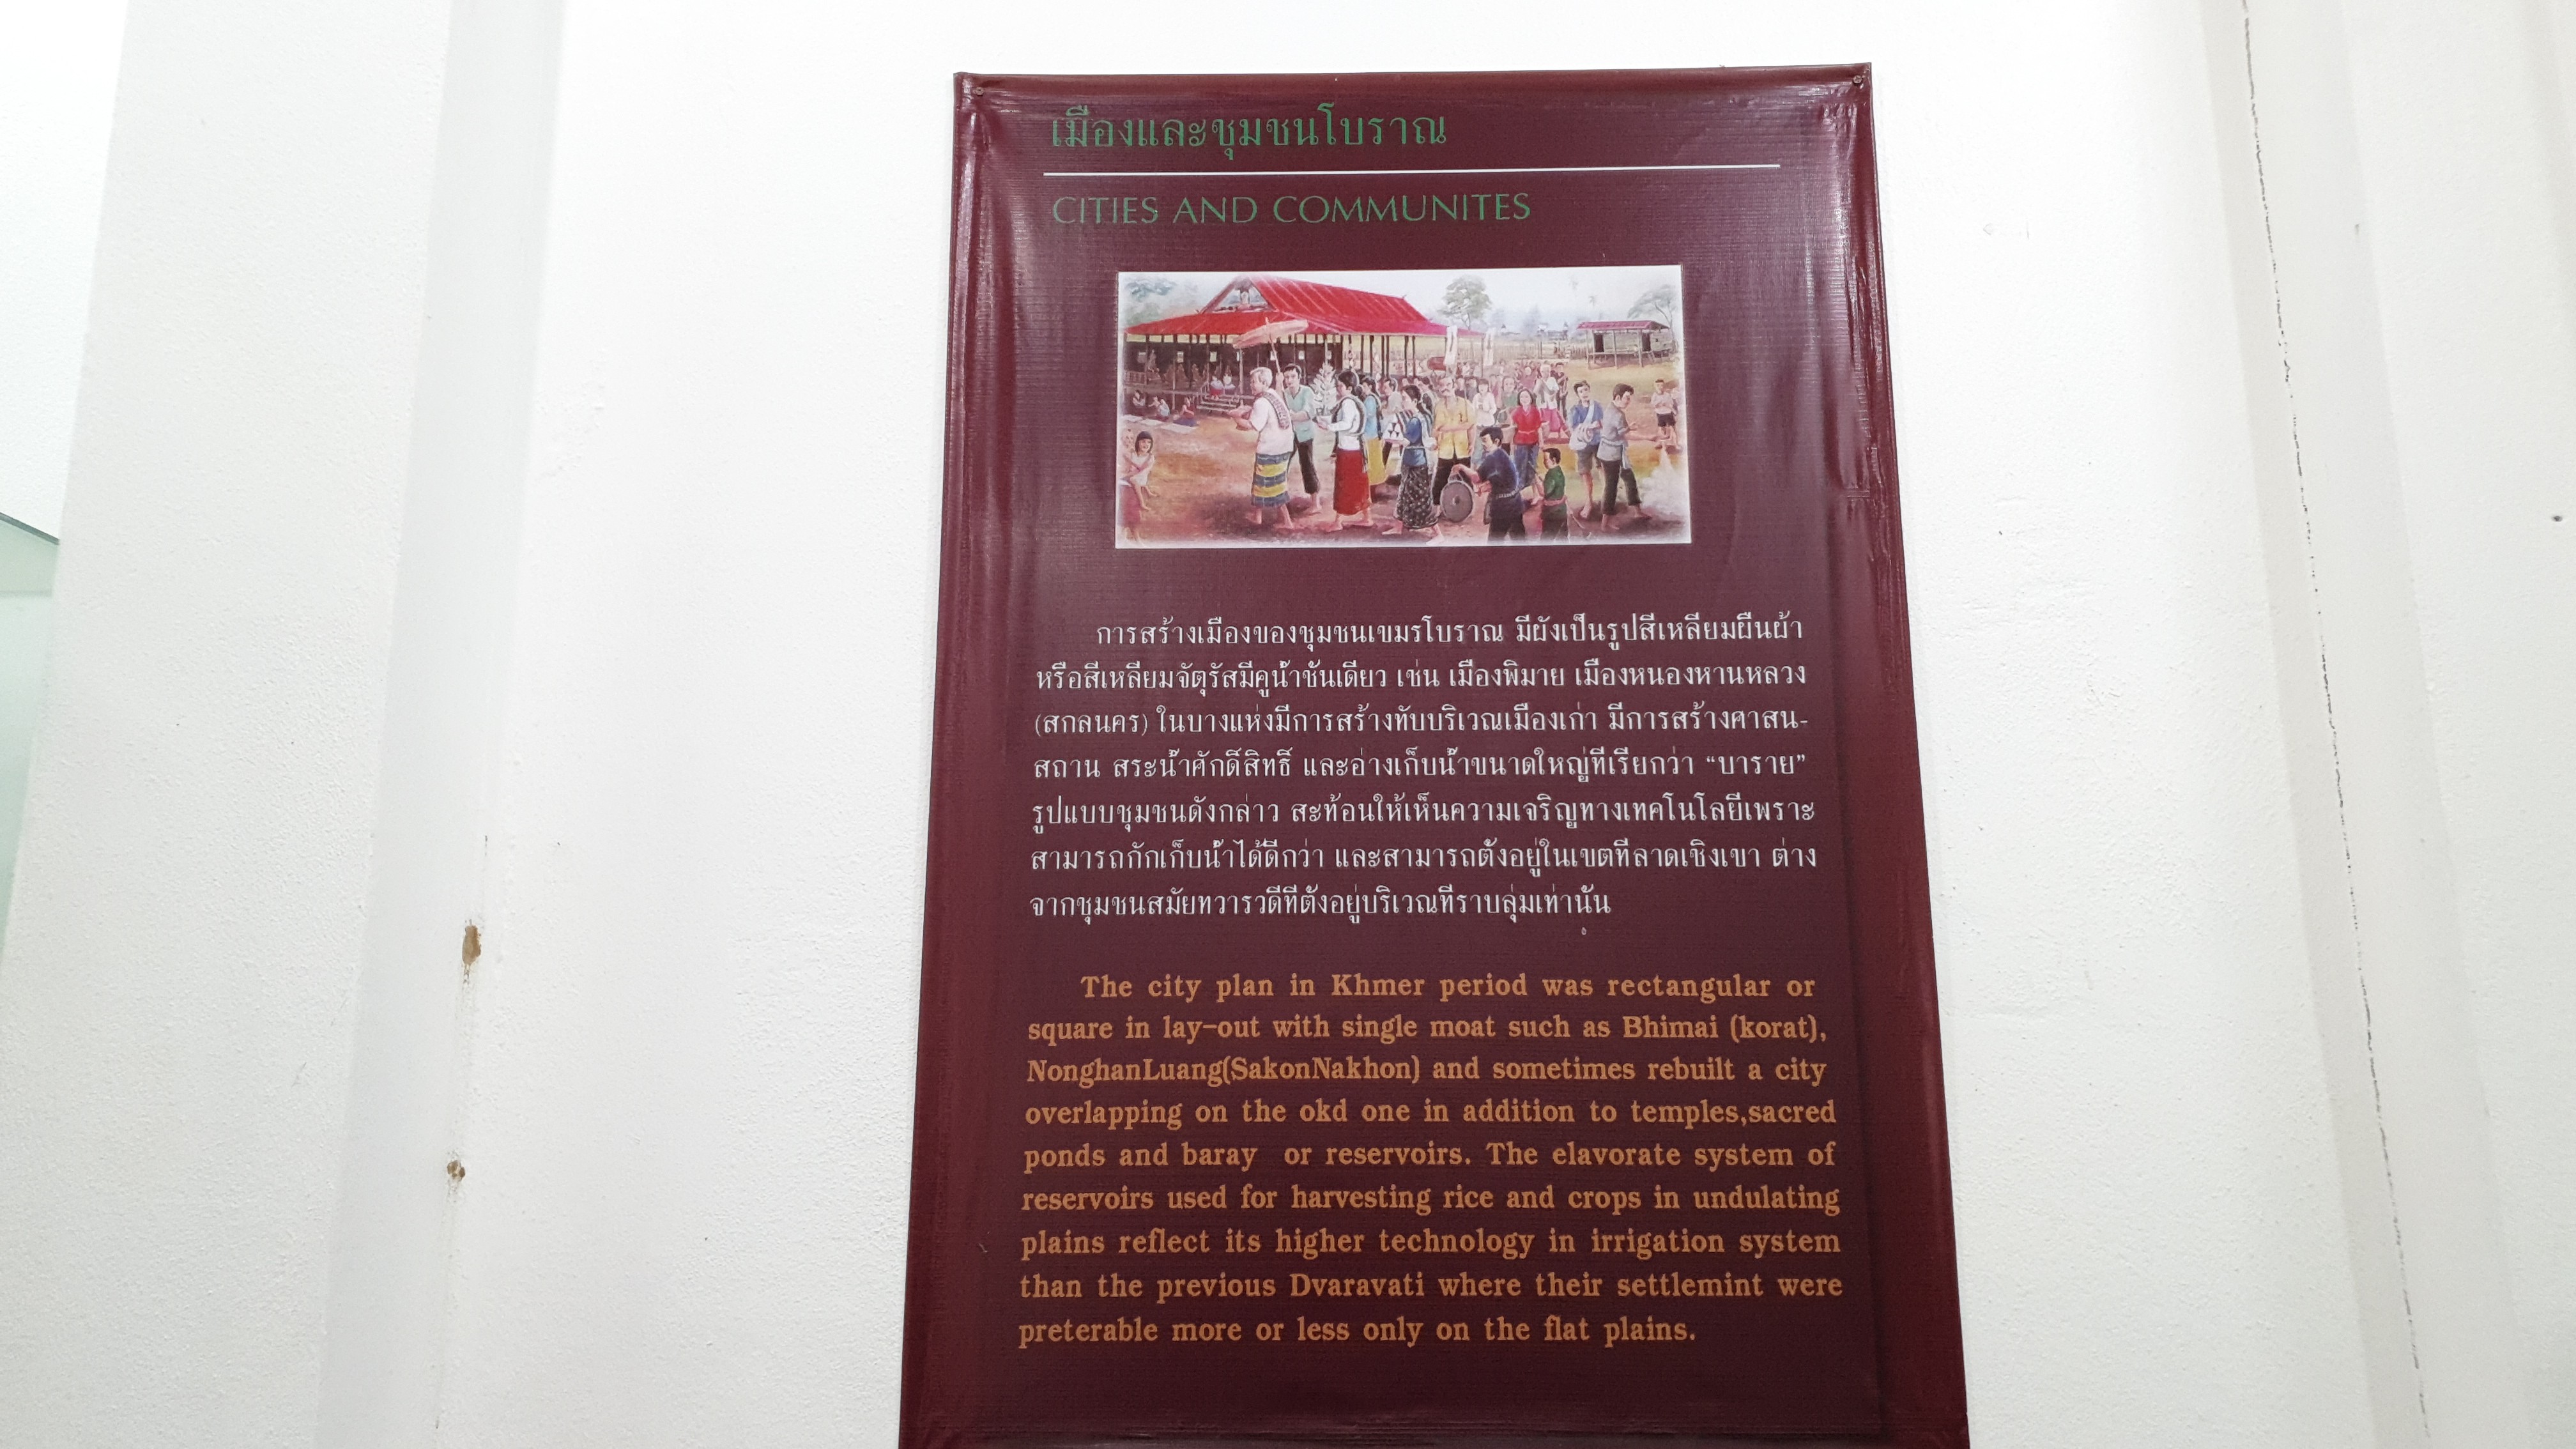 เมืองและชุมชนโบราณ
CITIES AND COMMUNITES
การสร้างเมืองของชุมชนเขมรโบราณ มีผังเป็นรูปสี่เหลี่ยมผืนผ้า
หรือสี่เหลี่ยมจัตุรัสมีคูน้ำชั้นเดียว เช่น เมืองพิมาย เมืองหนองหานหลวง
(สกลนคร) ในบางแห่งมีการสร้างทับบริเวณเมืองเก่า มีการสร้างศาสน-
สถาน สระน้ำศักดิ์สิทธิ์ และอ่างเก็บน้ำขนาดใหญ่ที่เรียกว่า “บาราย”
รูปแบบชุมชนดังกล่าว สะท้อนให้เห็นความเจริญทางเทคโนโลยีเพราะ
สามารถกักเก็บน้ำได้ดีกว่า และสามารถตั้งอยู่ในเขตที่ลาดเชิงเขา ต่าง
จากชุมชนสมัยทวารวดีที่ตั้งอยู่บริเวณที่ราบลุ่มเท่านั้น
The city plan in Khmer period was rectangular or
square in lay-out with single moat such as Bhimai (korat),
NonghanLuang(SakonNakhon) and sometimes rebuilt a city
overlapping on the okd one in addition to temples,sacred
ponds and baray or reservoirs. The elavorate system of
reservoirs used for harvesting rice and crops in undulating
plains reflect its higher technology in irrigation system
than the previous Dvaravati where their settlemint were
preterable more or less only on the flat plains.